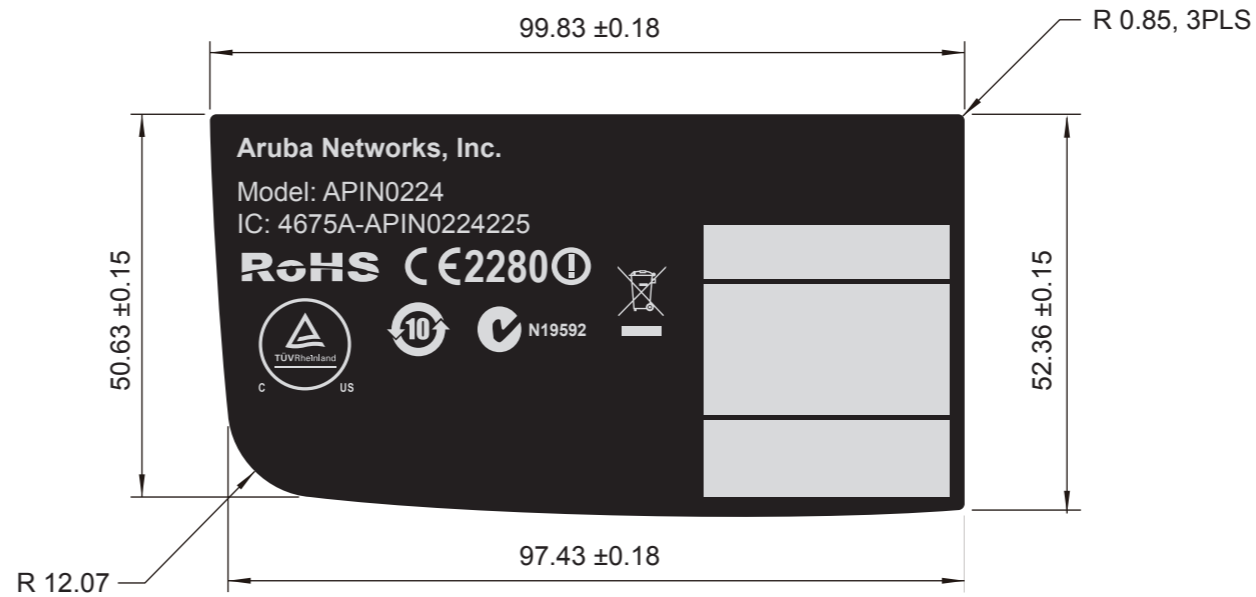 99.83 ±0.18
R 0.85, 3PLS
Aruba Networks, Inc.
Model: APIN0224
IC: 4675A-APIN0224225
RoHS CE2280!
TÜVRheinland
C US
10
N19592
50.63 ±0.15
52.36 ±0.15
97.43 ±0.18
R 12.07